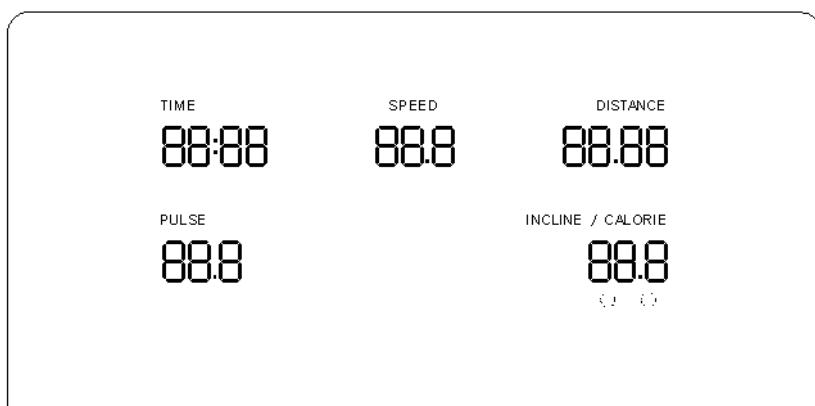 TIME SPEED DISTANCE
88:88 88.8 88.88
PULSE INCLINE / CALORIE
88.8 88.8